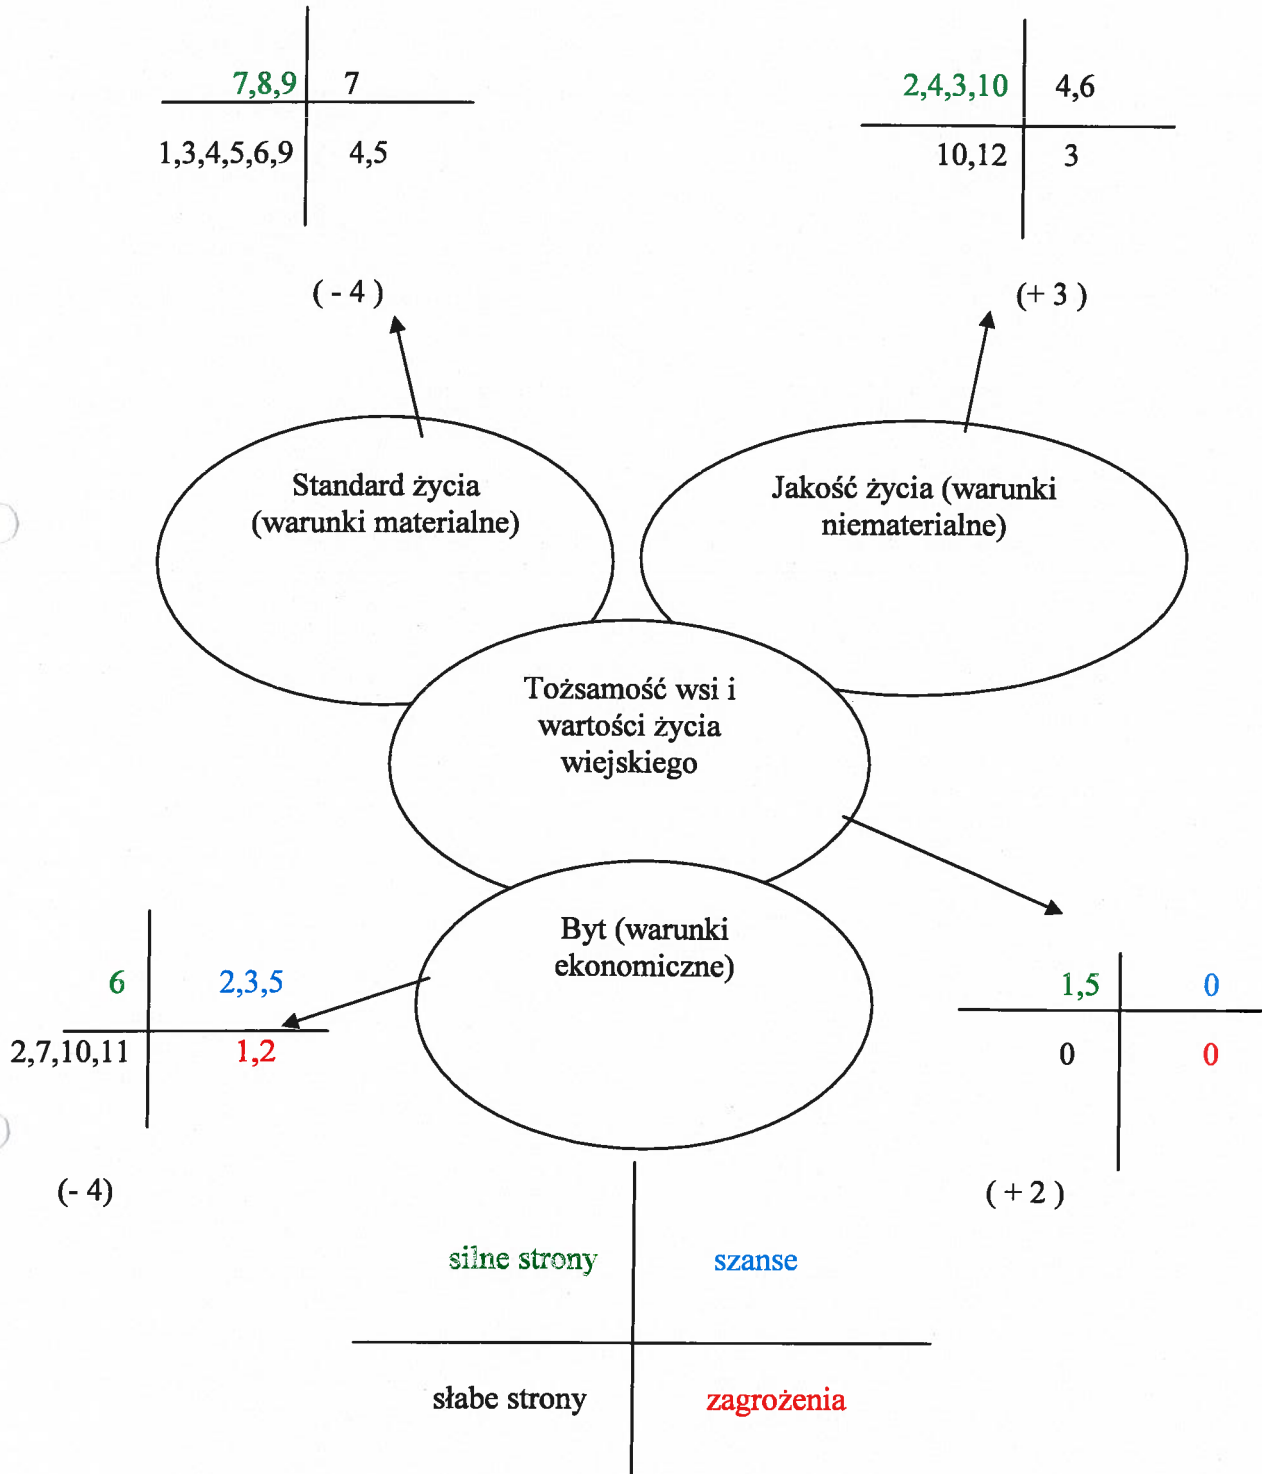 7,8,9 7
1,3,4,5,6,9 4,5
( - 4 )
2,4,3,10 4,6
10,12 3
(+ 3 )
Standard życia
(warunki materialne)
Jakość życia (warunki
niematerialne)
Tożsamość wsi i
wartości życia
wiejskiego
Byt (warunki
ekonomiczne)
6 2,3,5
2,7,10,11 1,2
(- 4)
1,5 0
0 0
( + 2 )
silne strony szanse
słabe strony zagrożenia